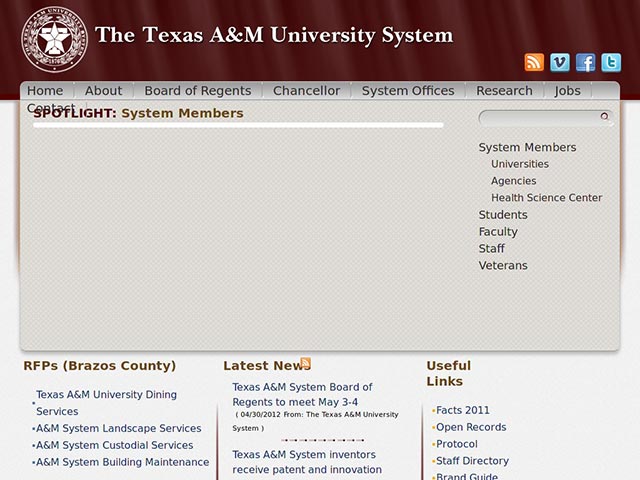 The Texas A&M University System
Home About Board of Regents Chancellor System Offices Research Jobs
Contact
SPOTLIGHT: System Members
System Members
Universities
Agencies
Health Science Center
Students
Faculty
Staff
Veterans
RFPs (Brazos County)
Texas A&M University Dining
Services
A&M System Landscape Services
A&M System Custodial Services
A&M System Building Maintenance
Latest News
Texas A&M System Board of
Regents to meet May 3-4
( 04/30/2012 From: The Texas A&M University
System )
Texas A&M System inventors
receive patent and innovation
Useful
Links
Facts 2011
Open Records
Protocol
Staff Directory
Brand Guide